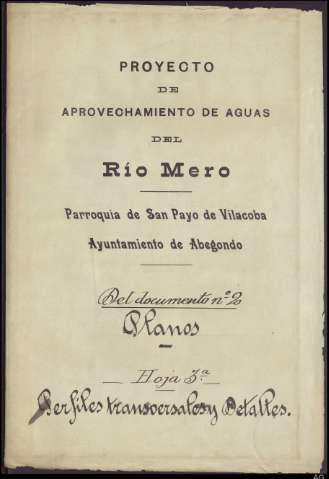 PROYECTO
DE
APROVECHAMIENTO DE AGUAS
DEL
Río Mero
Parroquia de San Payo de Vilacoba
Ayuntamiento de Abegondo
Del documento nº 2
Planos
Hoja 3ª
Perfiles transversales y Detalles.